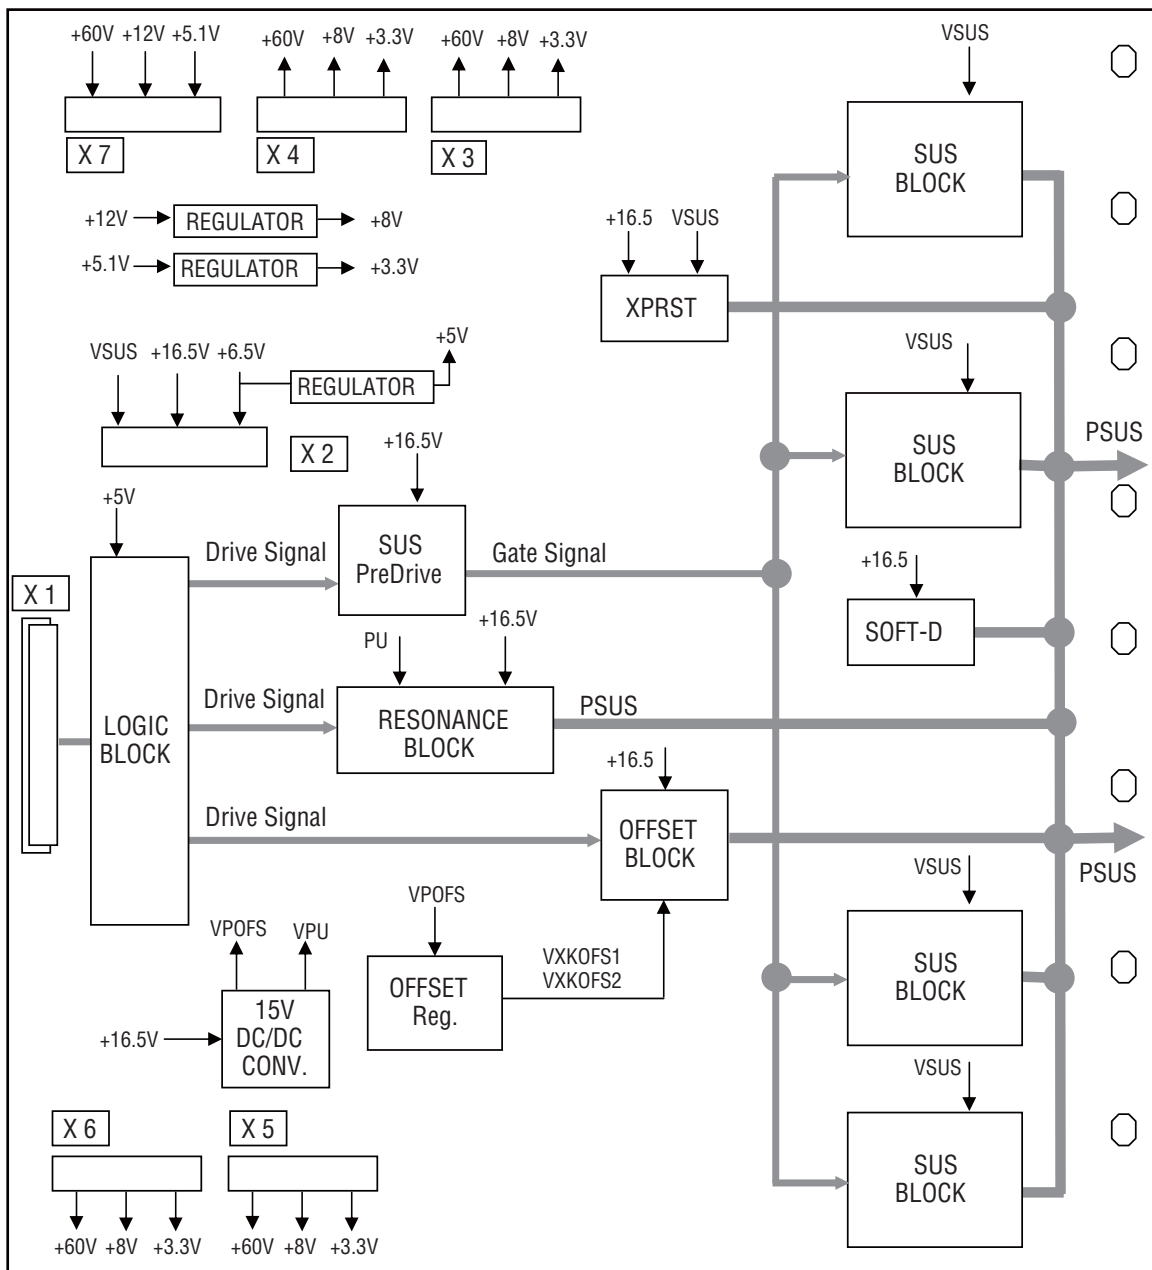 +60V +12V +5.1V
+60V +8V +3.3V
+60V +8V +3.3V
X 7
X 4
X 3
+12V REGULATOR +8V
+5.1V REGULATOR +3.3V
VSUS +16.5V +6.5V
REGULATOR
+5V
X 2
VSUS
SUS
BLOCK
+16.5 VSUS
XPRST
VSUS
SUS
BLOCK
PSUS
+5V
X 1
LOGIC
BLOCK
Drive Signal
+16.5V
SUS
PreDrive
Gate Signal
+16.5
SOFT-D
Drive Signal
PU
+16.5V
RESONANCE
BLOCK
PSUS
Drive Signal
+16.5
OFFSET
BLOCK
PSUS
VPOFS VPU
+16.5V
15V
DC/DC
CONV.
VPOFS
OFFSET
Reg.
VXKOFS1
VXKOFS2
VSUS
SUS
BLOCK
VSUS
SUS
BLOCK
X 6
X 5
+60V +8V +3.3V
+60V +8V +3.3V